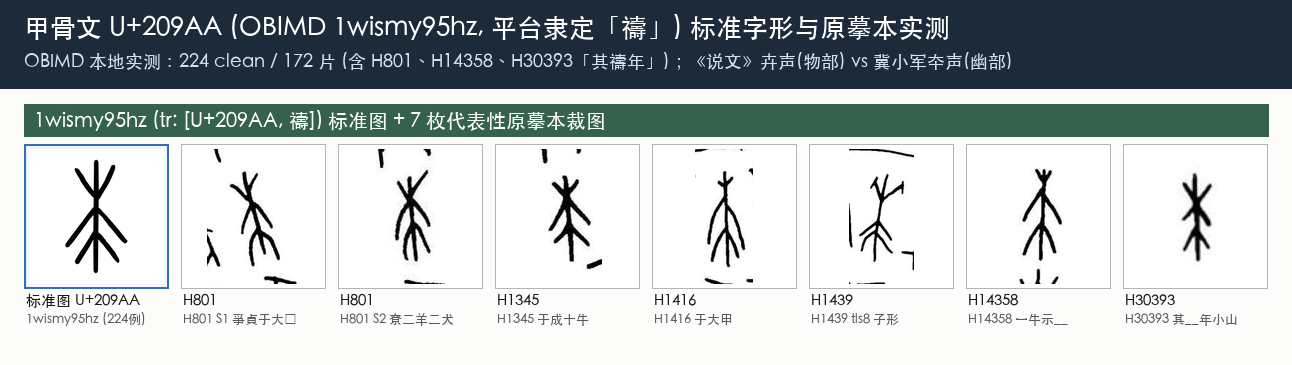 甲骨文 U+209AA (OBIMD 1wismy95hz, 平台隶定「禱」) 标准字形与原摹本实测
OBIMD 本地实测：224 clean / 172 片 (含 H801、H14358、H30393「其禱年」)；《说文》卉声(物部) vs 冀小军夲声(幽部)
1wismy95hz (tr: [U+209AA, 禱]) 标准图 + 7 枚代表性原摹本裁图
标准图 U+209AA
1wismy95hz (224例)
H801
H801 S1 爭貞于大□
H801
H801 S2 寮二羊二犬
H1345
H1345 于成十牛
H1416
H1416 于大甲
H1439
H1439 tls8 子形
H14358
H14358 一牛示__
H30393
H30393 其__年小山